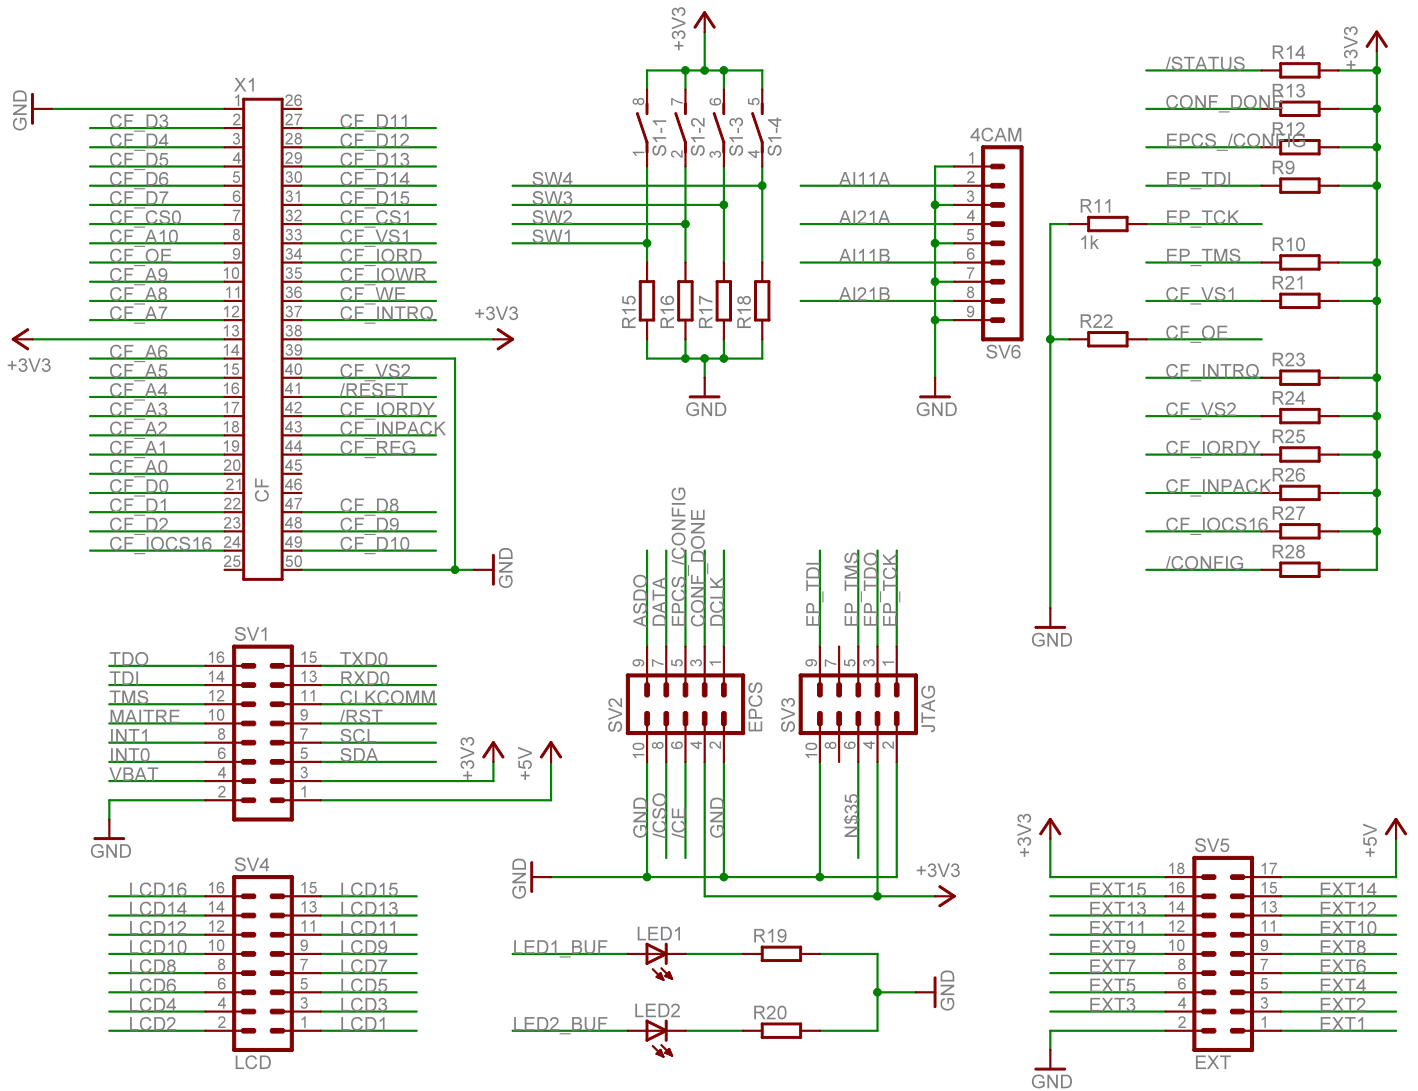 X1
GND
1 26
CF_D3 2 27 CF_D11
CF_D4 3 28 CF_D12
CF_D5 4 29 CF_D13
CF_D6 5 30 CF_D14
CF_D7 6 31 CF_D15
CF_CS0 7 32 CF_CS1
CF_A10 8 33 CF_VS1
CF_OE 9 34 CF_IORD
CF_A9 10 35 CF_IOWR
CF_A8 11 36 CF_WE
CF_A7 12 37 CF_INTRQ
+3V3 13 38 +3V3
CF_A6 14 39
CF_A5 15 40 CF_VS2
CF_A4 16 41 /RESET
CF_A3 17 42 CF_IORDY
CF_A2 18 43 CF_INPACK
CF_A1 19 44 CF_REG
CF_A0 20 45
CF_D0 21 46
CF_D1 22 47 CF_D8
CF_D2 23 48 CF_D9
CF_IOCS16 24 49 CF_D10
25 50 GND
CF
+3V3
8 7 6 5
S1-1 S1-2 S1-3 S1-4
1 2 3 4
SW4
SW3
SW2
SW1
R15 R16 R17 R18
GND
4CAM
1
AI11A 2
3
AI21A 4
5
AI11B 6
7
AI21B 8
9
SV6
GND
+3V3
/STATUS R14
CONF_DONE R13
EPCS_/CONFIG R12
EP_TDI R9
R11 EP_TCK
1k
EP_TMS R10
CF_VS1 R21
R22 CF_OE
CF_INTRQ R23
CF_VS2 R24
CF_IORDY R25
CF_INPACK R26
CF_IOCS16 R27
/CONFIG R28
GND
SV1
TDO 16 15 TXD0
TDI 14 13 RXD0
TMS 12 11 CLKCOMM
MAITRE 10 9 /RST
INT1 8 7 SCL
INT0 6 5 SDA
VBAT 4 3 +3V3
2 1 +5V
GND
ASDO DATA EPCS_/CONFIG CONF_DONE DCLK
9 7 5 3 1
SV2 EPCS
10 8 6 4 2
GND /CSO /CE GND
EP_TDI EP_TMS EP_TDO EP_TCK
9 7 5 3 1
SV3 JTAG
10 8 6 4 2
N$35
GND
+3V3
SV4
LCD16 16 15 LCD15
LCD14 14 13 LCD13
LCD12 12 11 LCD11
LCD10 10 9 LCD9
LCD8 8 7 LCD7
LCD6 6 5 LCD5
LCD4 4 3 LCD3
LCD2 2 1 LCD1
LCD
LED1_BUF LED1 R19
GND
LED2_BUF LED2 R20
+3V3 +5V
SV5
18 17
EXT15 16 15 EXT14
EXT13 14 13 EXT12
EXT11 12 11 EXT10
EXT9 10 9 EXT8
EXT7 8 7 EXT6
EXT5 6 5 EXT4
EXT3 4 3 EXT2
2 1 EXT1
GND
EXT